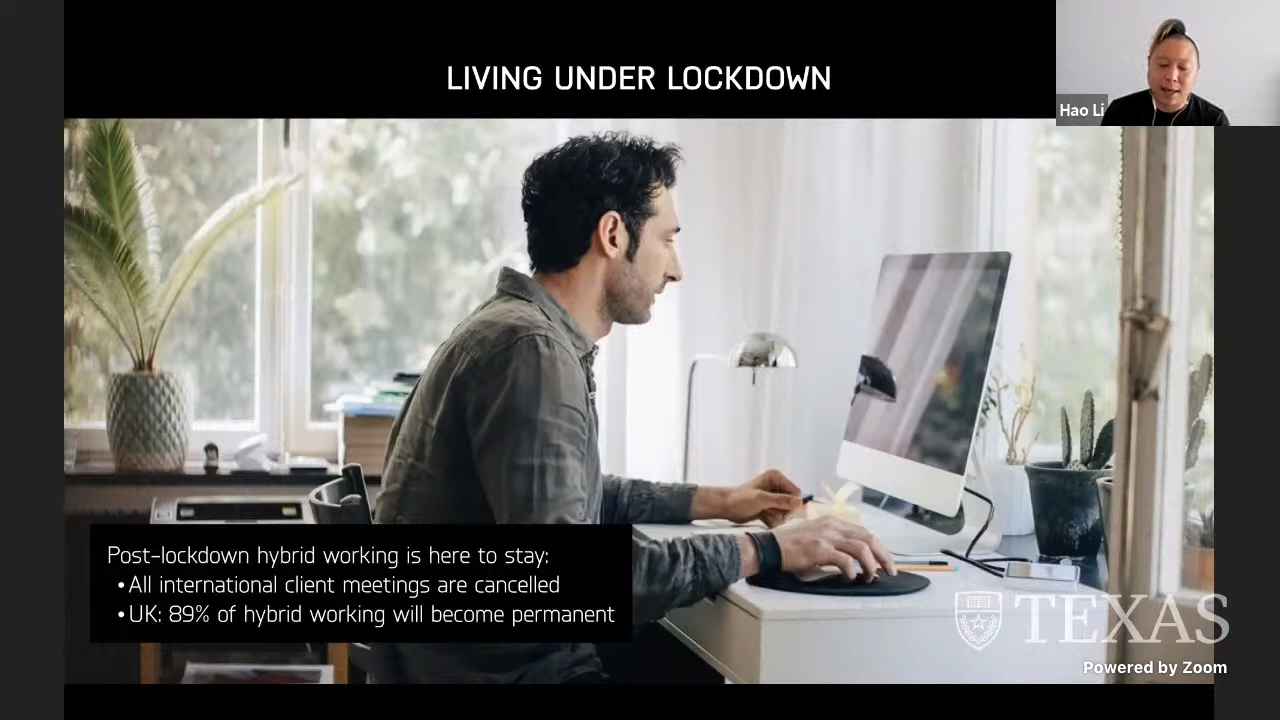 LIVING UNDER LOCKDOWN
Hao Li
Post-lockdown hybrid working is here to stay:
•All international client meetings are cancelled
•UK: 89% of hybrid working will become permanent
TEXAS
Powered by Zoom